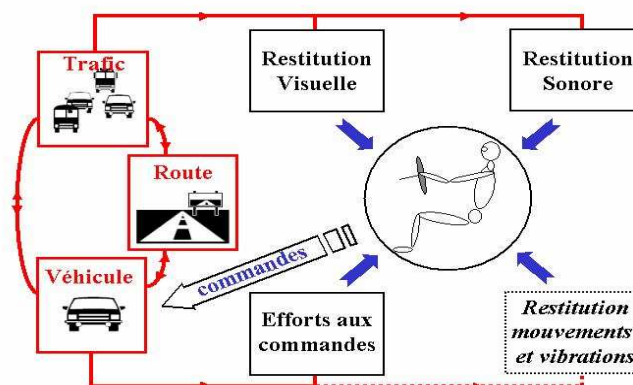 Trafic
Restitution
Visuelle
Restitution
Sonore
Route
commandes
Véhicule
Efforts aux
commandes
Restitution
mouvements
et vibrations